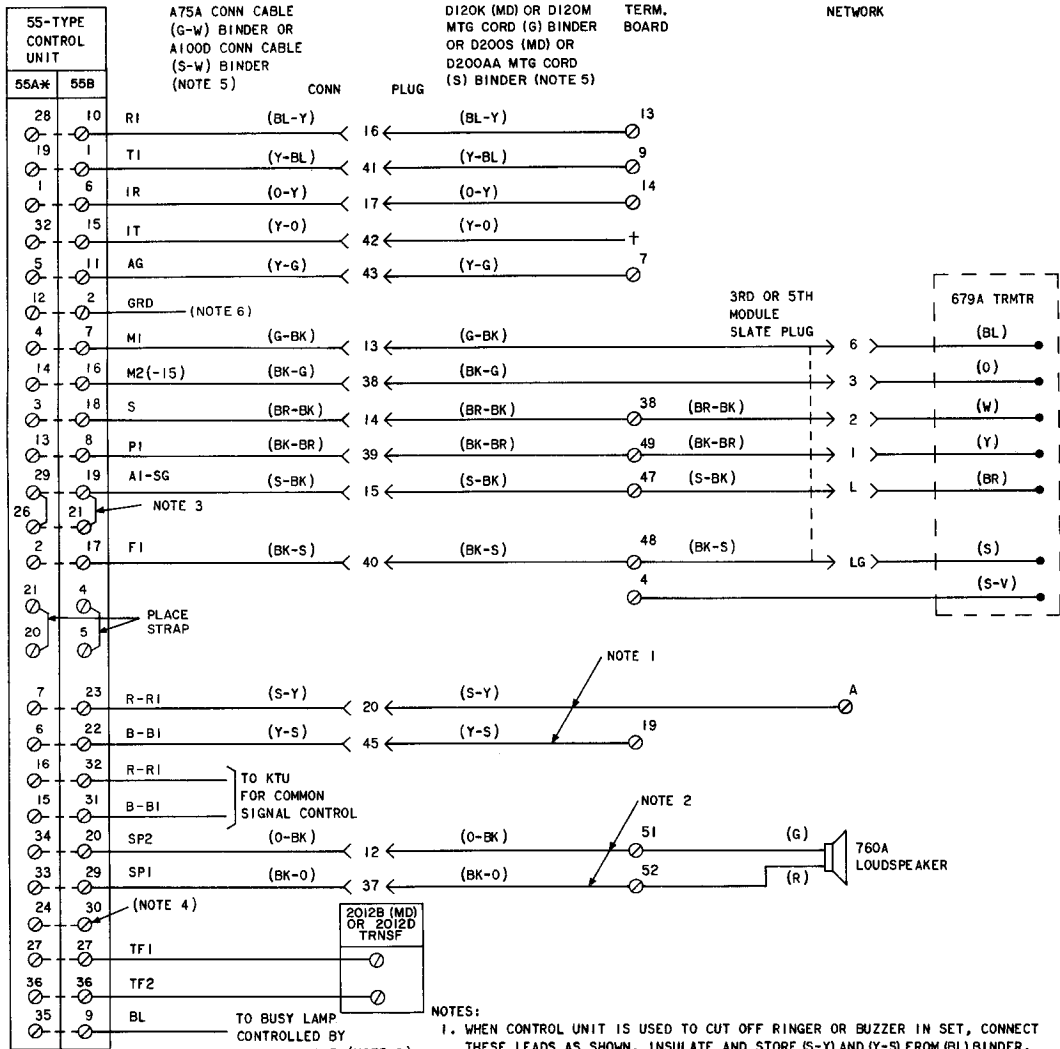 55-TYPE
CONTROL
UNIT
55A* 55B
A75A CONN CABLE
(G-W) BINDER OR
A100D CONN CABLE
(S-W) BINDER
(NOTE 5)
CONN PLUG
D120K (MD) OR D120M
MTG CORD (G) BINDER
OR D200S (MD) OR
D200AA MTG CORD
(S) BINDER (NOTE 5)
TERM.
BOARD
NETWORK
28 10 R1 (BL-Y) 16 (BL-Y) 13
19 1 T1 (Y-BL) 41 (Y-BL) 9
1 6 IR (O-Y) 17 (O-Y) 14
32 15 IT (Y-O) 42 (Y-O) †
5 11 AG (Y-G) 43 (Y-G) 7
12 2 GRD (NOTE 6)
3RD OR 5TH
MODULE
SLATE PLUG
679A TRMTR
4 7 M1 (G-BK) 13 (G-BK) 6 (BL)
14 16 M2(-15) (BK-G) 38 (BK-G) 3 (O)
3 18 S (BR-BK) 14 (BR-BK) 38 (BR-BK) 2 (W)
13 8 P1 (BK-BR) 39 (BK-BR) 49 (BK-BR) 1 (Y)
29 19 A1-SG (S-BK) 15 (S-BK) 47 (S-BK) L (BR)
26 21 NOTE 3
2 17 F1 (BK-S) 40 (BK-S) 48 (BK-S) LG (S)
4 (S-V)
21 4
20 5
PLACE
STRAP
NOTE 1
7 23 R-R1 (S-Y) 20 (S-Y) A
6 22 B-B1 (Y-S) 45 (Y-S) 19
16 32 R-R1
15 31 B-B1
TO KTU
FOR COMMON
SIGNAL CONTROL
NOTE 2
34 20 SP2 (O-BK) 12 (O-BK) 51 (G)
33 29 SP1 (BK-O) 37 (BK-O) 52 (R)
760A
LOUDSPEAKER
24 30 (NOTE 4)
2012B (MD)
OR 2012D
TRNSF
27 27 TF1
36 36 TF2
35 9 BL
TO BUSY LAMP
CONTROLLED BY
NOTES:
1. WHEN CONTROL UNIT IS USED TO CUT OFF RINGER OR BUZZER IN SET, CONNECT
THESE LEADS AS SHOWN. INSULATE AND STORE (S-Y) AND (Y-S) FROM (BL) BINDER.